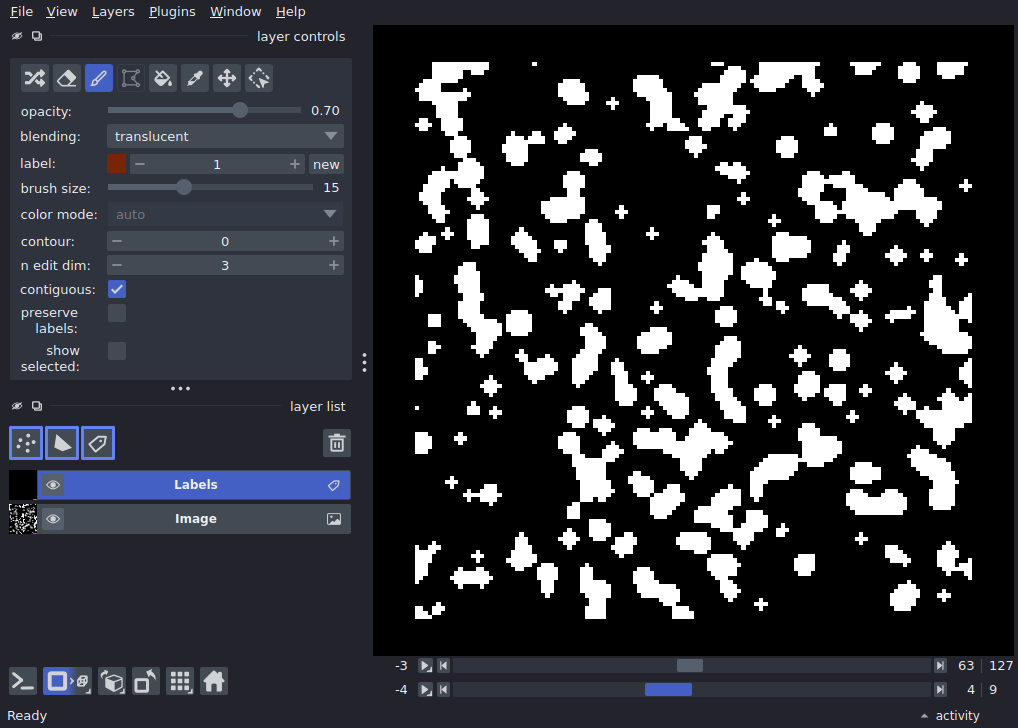 File View Layers Plugins Window Help
layer controls
opacity: 0.70
blending: translucent
label: 1 new
brush size: 15
color mode: auto
contour: 0
n edit dim: 3
contiguous:
preserve
labels:
show
selected:
layer list
Labels
Image
-3 63 127
-4 4 9
Ready activity